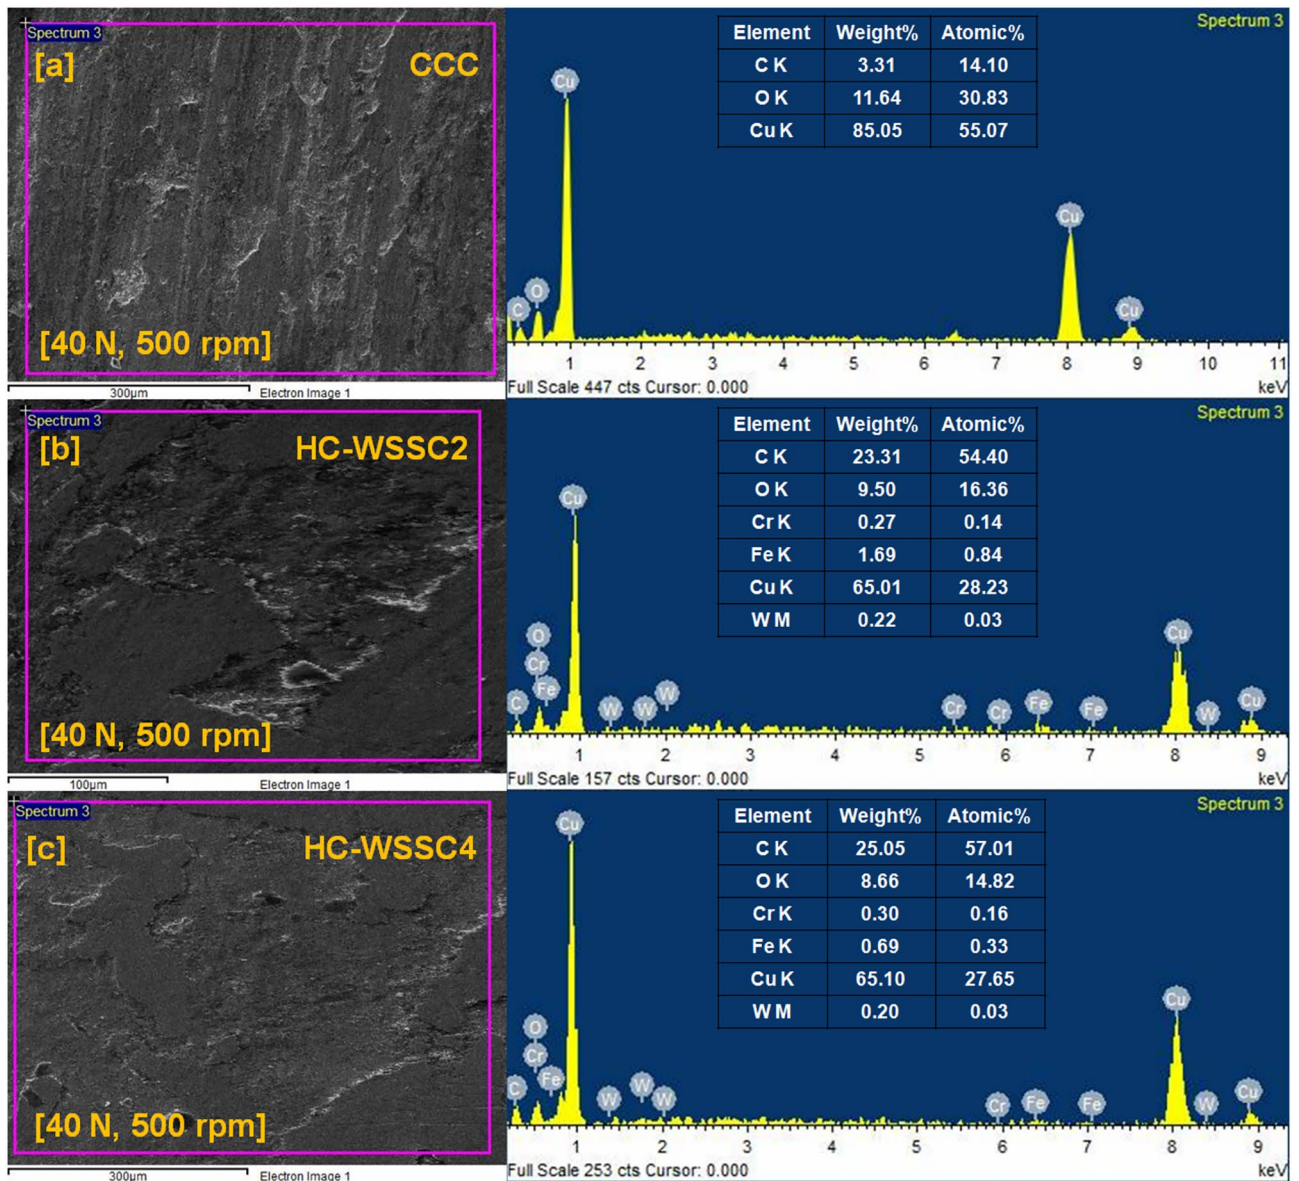 Spectrum 3
[a] CCC
[40 N, 500 rpm]
300µm Electron Image 1
Spectrum 3
Element Weight% Atomic%
C K 3.31 14.10
O K 11.64 30.83
Cu K 85.05 55.07
Cu
Cu
O
C
Cu
1 2 3 4 5 6 7 8 9 10 11
Full Scale 447 cts Cursor: 0.000 keV
Spectrum 3
[b] HC-WSSC2
[40 N, 500 rpm]
100µm Electron Image 1
Spectrum 3
Element Weight% Atomic%
C K 23.31 54.40
O K 9.50 16.36
Cr K 0.27 0.14
Fe K 1.69 0.84
Cu K 65.01 28.23
W M 0.22 0.03
Cu
O Cu
Cr
Fe W
C W W Cr Cr Fe Fe W Cu
1 2 3 4 5 6 7 8 9
Full Scale 157 cts Cursor: 0.000 keV
Spectrum 3
[c] HC-WSSC4
[40 N, 500 rpm]
300µm Electron Image 1
Spectrum 3
Element Weight% Atomic%
C K 25.05 57.01
O K 8.66 14.82
Cr K 0.30 0.16
Fe K 0.69 0.33
Cu K 65.10 27.65
W M 0.20 0.03
Cu
Cu
O
Cr
C Fe W W W Cr Fe Fe W Cu
1 2 3 4 5 6 7 8 9
Full Scale 253 cts Cursor: 0.000 keV